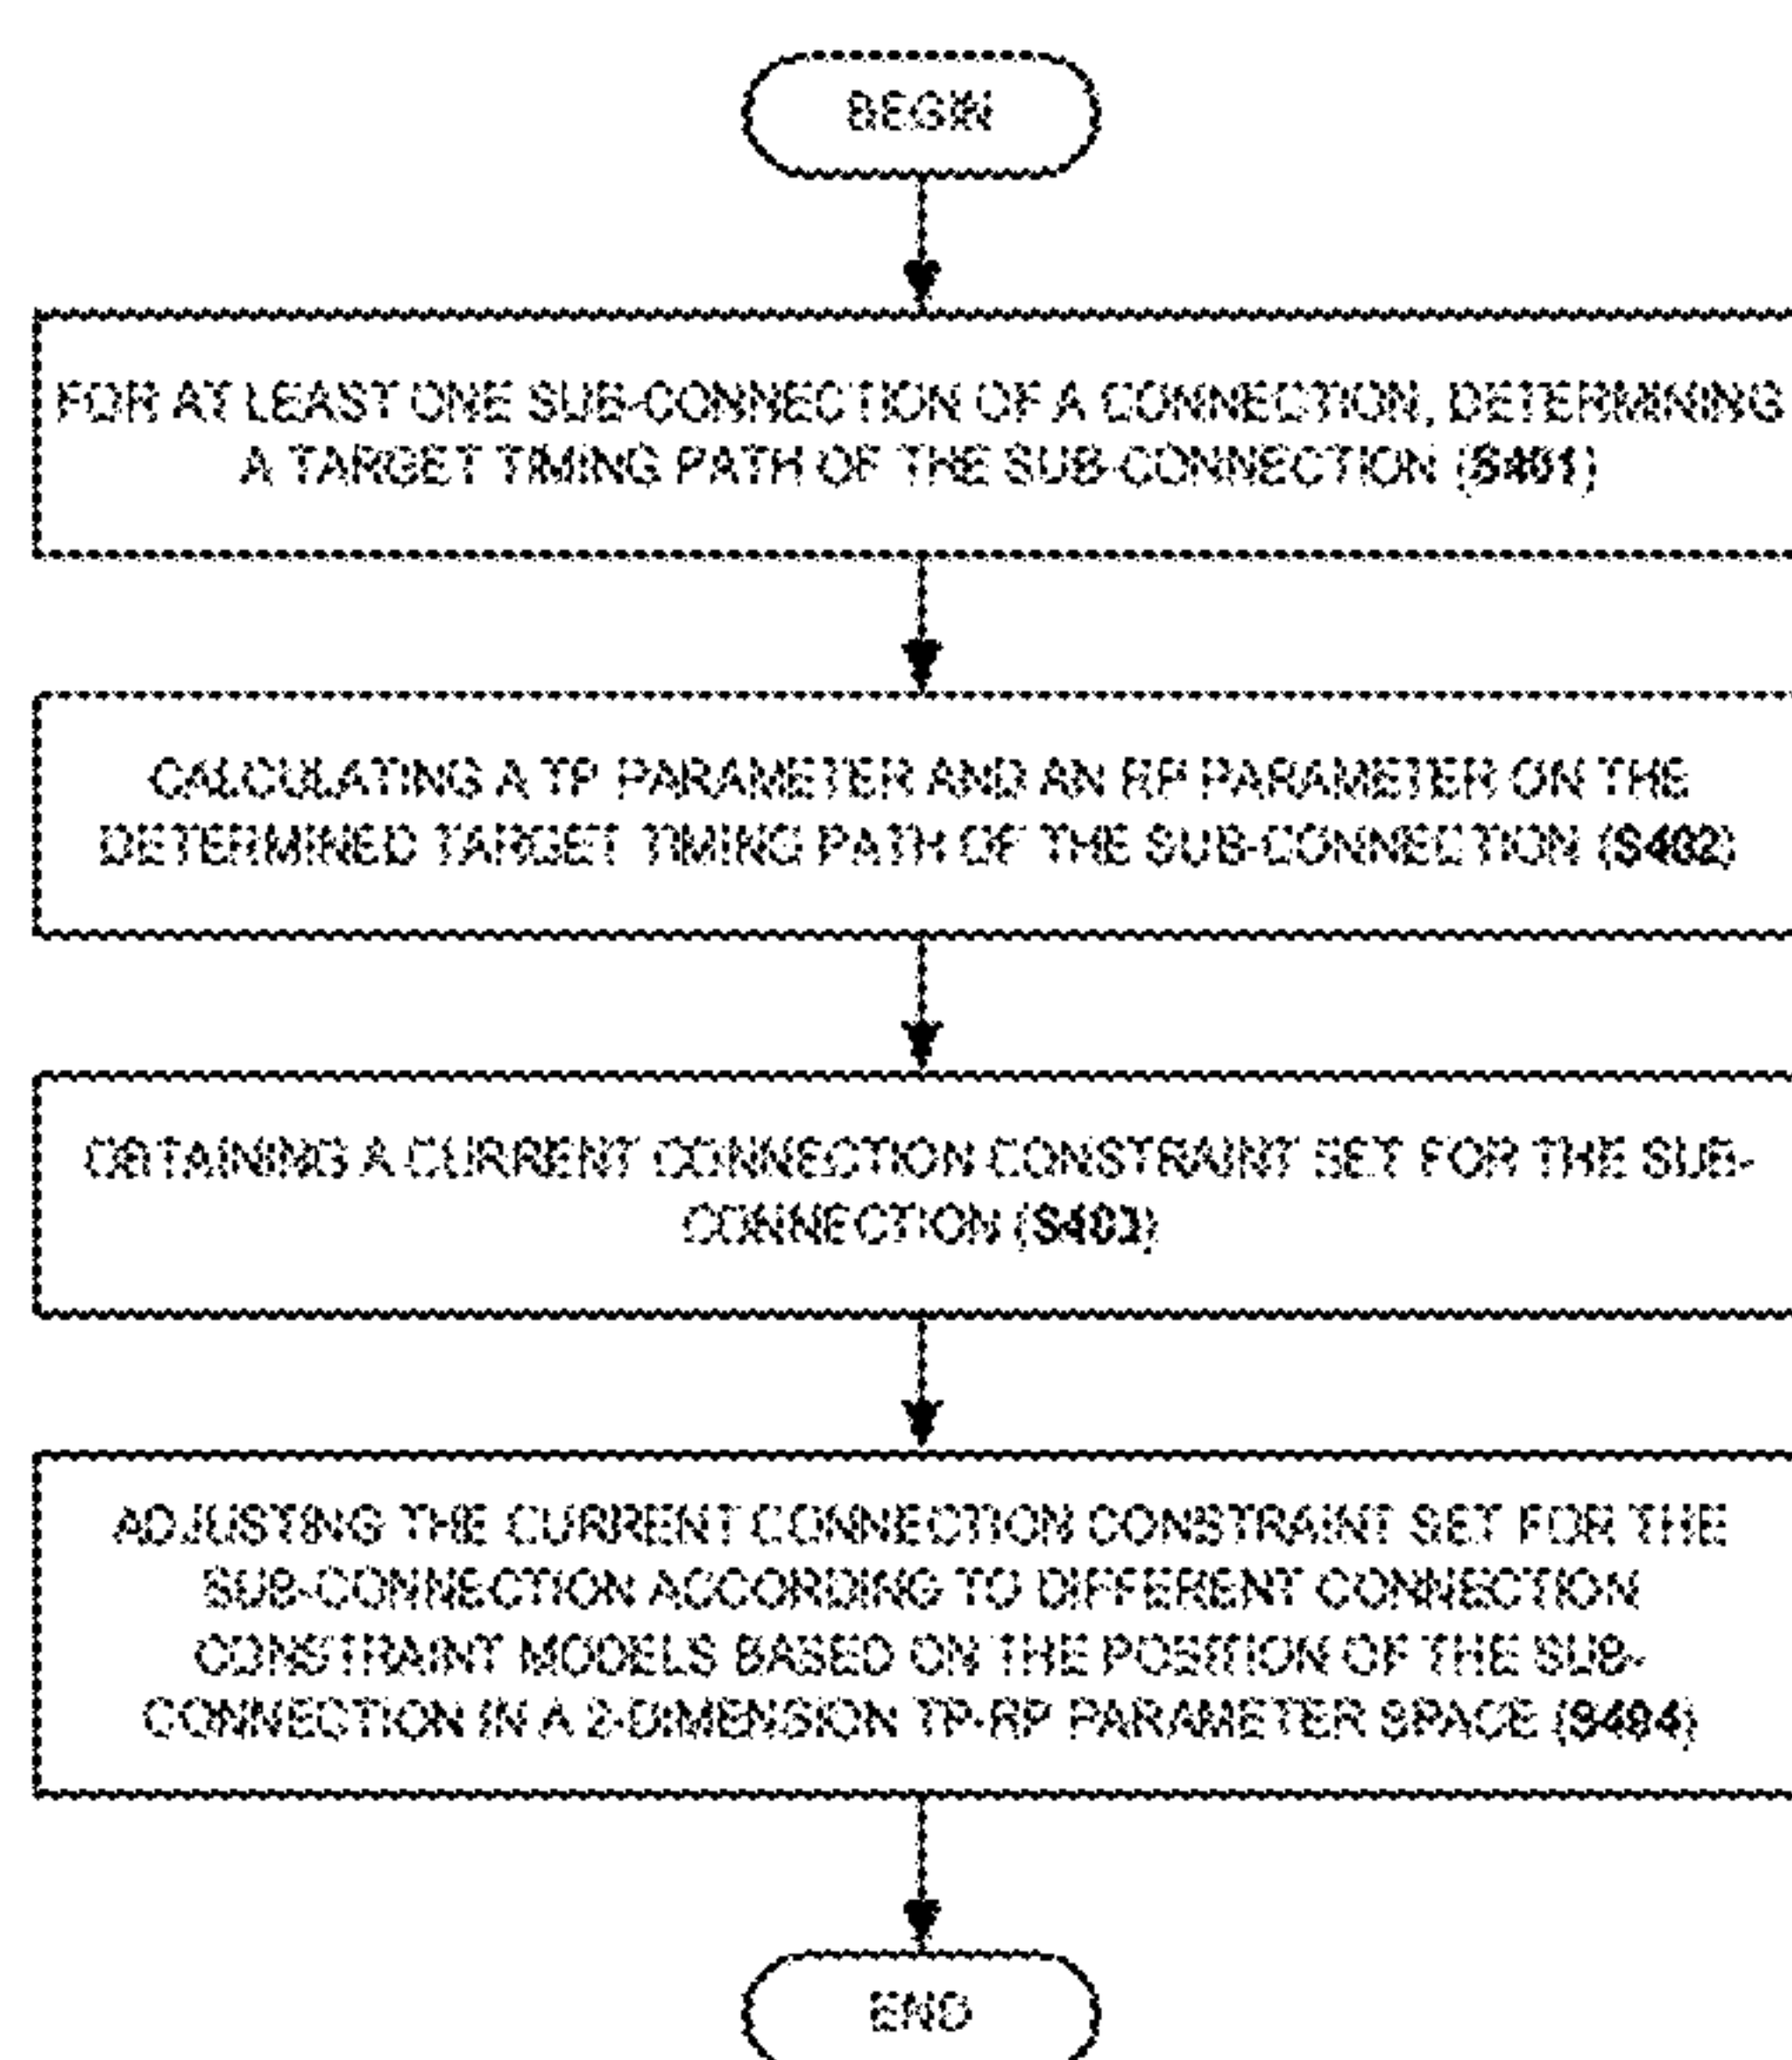 BEGIN
FOR AT LEAST ONE SUB-CONNECTION OF A CONNECTION, DETERMINING
A TARGET TIMING PATH OF THE SUB-CONNECTION (S401)
CALCULATING A TP PARAMETER AND AN RP PARAMETER ON THE
DETERMINED TARGET TIMING PATH OF THE SUB-CONNECTION (S402)
OBTAINING A CURRENT CONNECTION CONSTRAINT SET FOR THE SUB-
CONNECTION (S403)
ADJUSTING THE CURRENT CONNECTION CONSTRAINT SET FOR THE
SUB-CONNECTION ACCORDING TO DIFFERENT CONNECTION
CONSTRAINT MODELS BASED ON THE POSITION OF THE SUB-
CONNECTION IN A 2-DIMENSION TP-RP PARAMETER SPACE (S404)
END